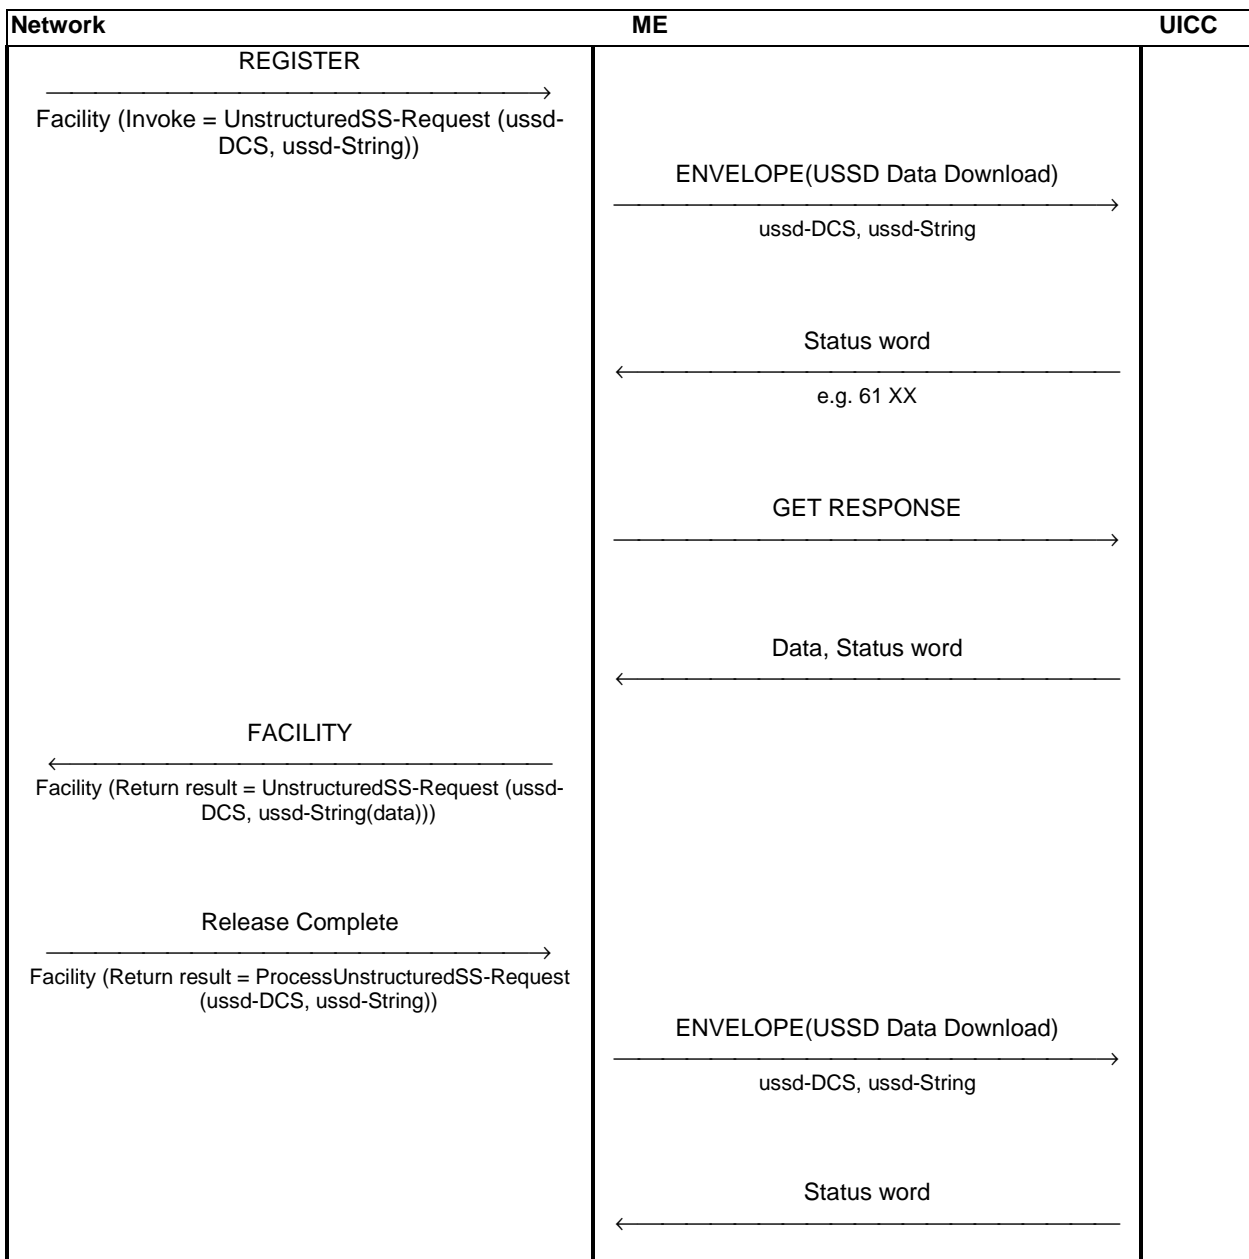 Network ME UICC
REGISTER
Facility (Invoke = UnstructuredSS-Request (ussd-
DCS, ussd-String))
ENVELOPE(USSD Data Download)
ussd-DCS, ussd-String
Status word
e.g. 61 XX
GET RESPONSE
Data, Status word
FACILITY
Facility (Return result = UnstructuredSS-Request (ussd-
DCS, ussd-String(data)))
Release Complete
Facility (Return result = ProcessUnstructuredSS-Request
(ussd-DCS, ussd-String))
ENVELOPE(USSD Data Download)
ussd-DCS, ussd-String
Status word